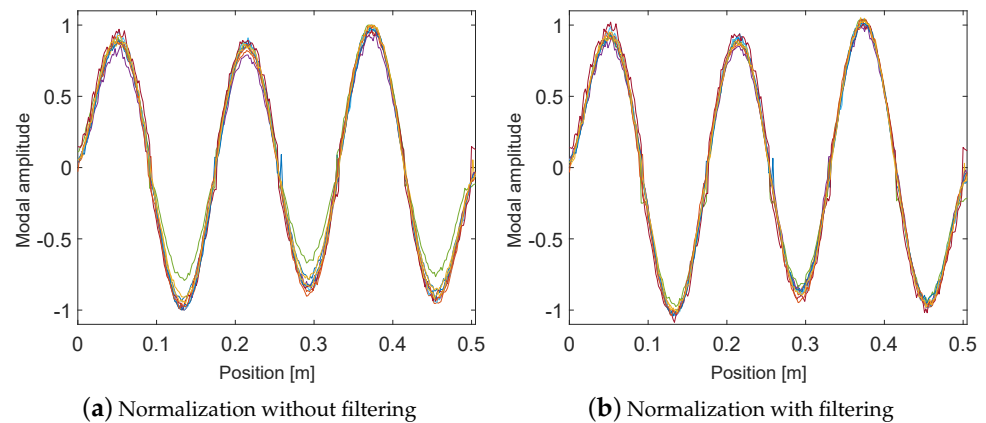 1
0.5
0
-0.5
-1
Modal amplitude
0 0.1 0.2 0.3 0.4 0.5
Position [m]
(a) Normalization without filtering
1
0.5
0
-0.5
-1
Modal amplitude
0 0.1 0.2 0.3 0.4 0.5
Position [m]
(b) Normalization with filtering